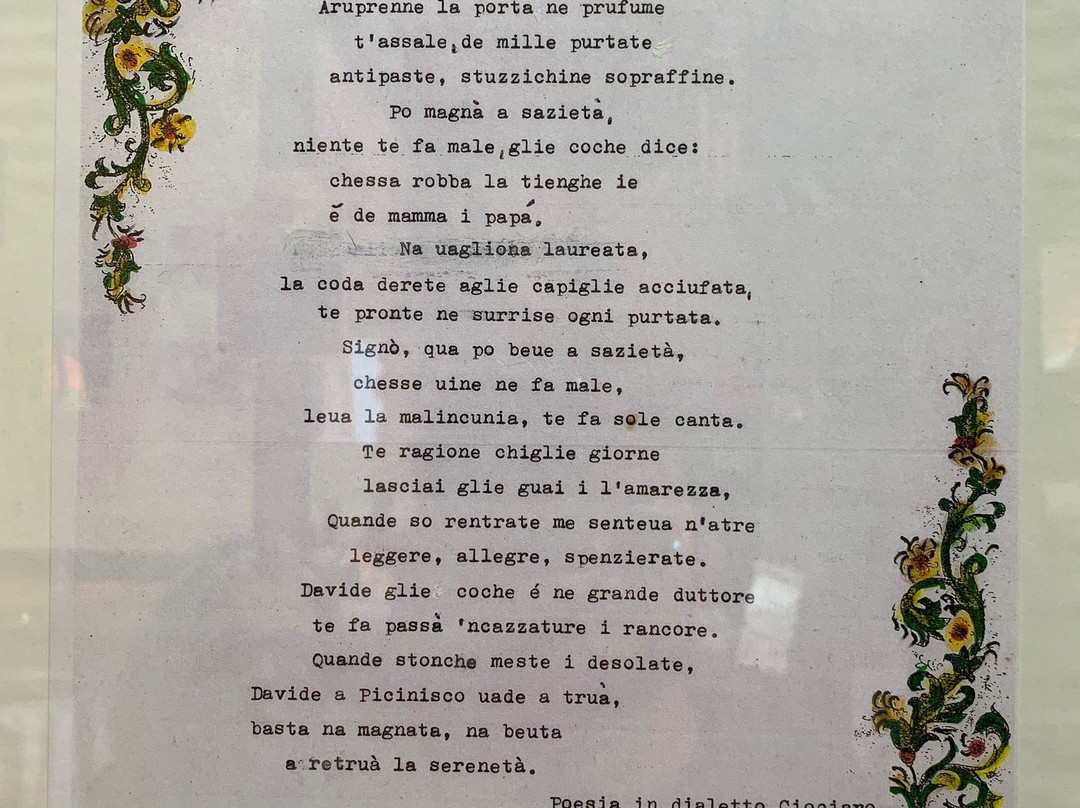 Aruprenne la porta ne prufume
t'assale, de mille purtate
antipaste, stuzzichine sopraffine.
Po magnà a sazietà,
niente te fa male, glie coche dice:
chessa robba la tienghe ie
é de mamma i papá.
Na uagliona laureata,
la coda derete aglie capiglie acciufata,
te pronte ne surrise ogni purtata.
Signò, qua po beue a sazietà,
chesse uine ne fa male,
leua la malincunia, te fa sole canta.
Te ragione chiglie giorne
lasciai glie guai i l'amarezza,
Quande so rentrate me senteua n'atre
leggere, allegre, spenzierate.
Davide glie coche é ne grande duttore
te fa passà 'ncazzature i rancore.
Quande stonche meste i desolate,
Davide a Picinisco uade a truà,
basta na magnata, na beuta
a retruà la serenetà.
Poesia in dialetto Ciociaro